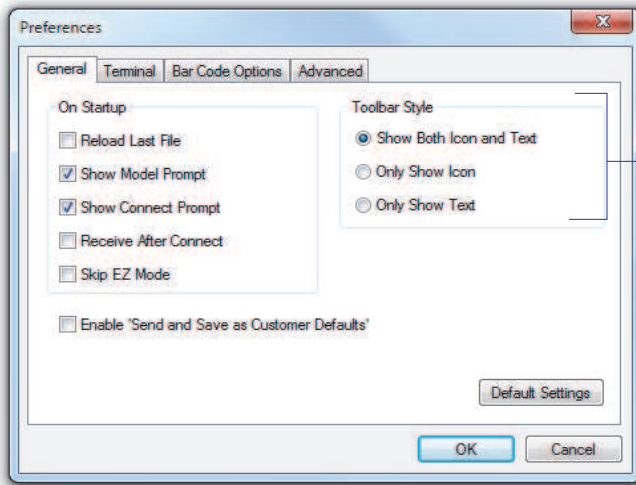 Preferences
General Terminal Bar Code Options Advanced
On Startup
Reload Last File
Show Model Prompt
Show Connect Prompt
Receive After Connect
Skip EZ Mode
Toolbar Style
Show Both Icon and Text
Only Show Icon
Only Show Text
Enable 'Send and Save as Customer Defaults'
Default Settings
OK Cancel